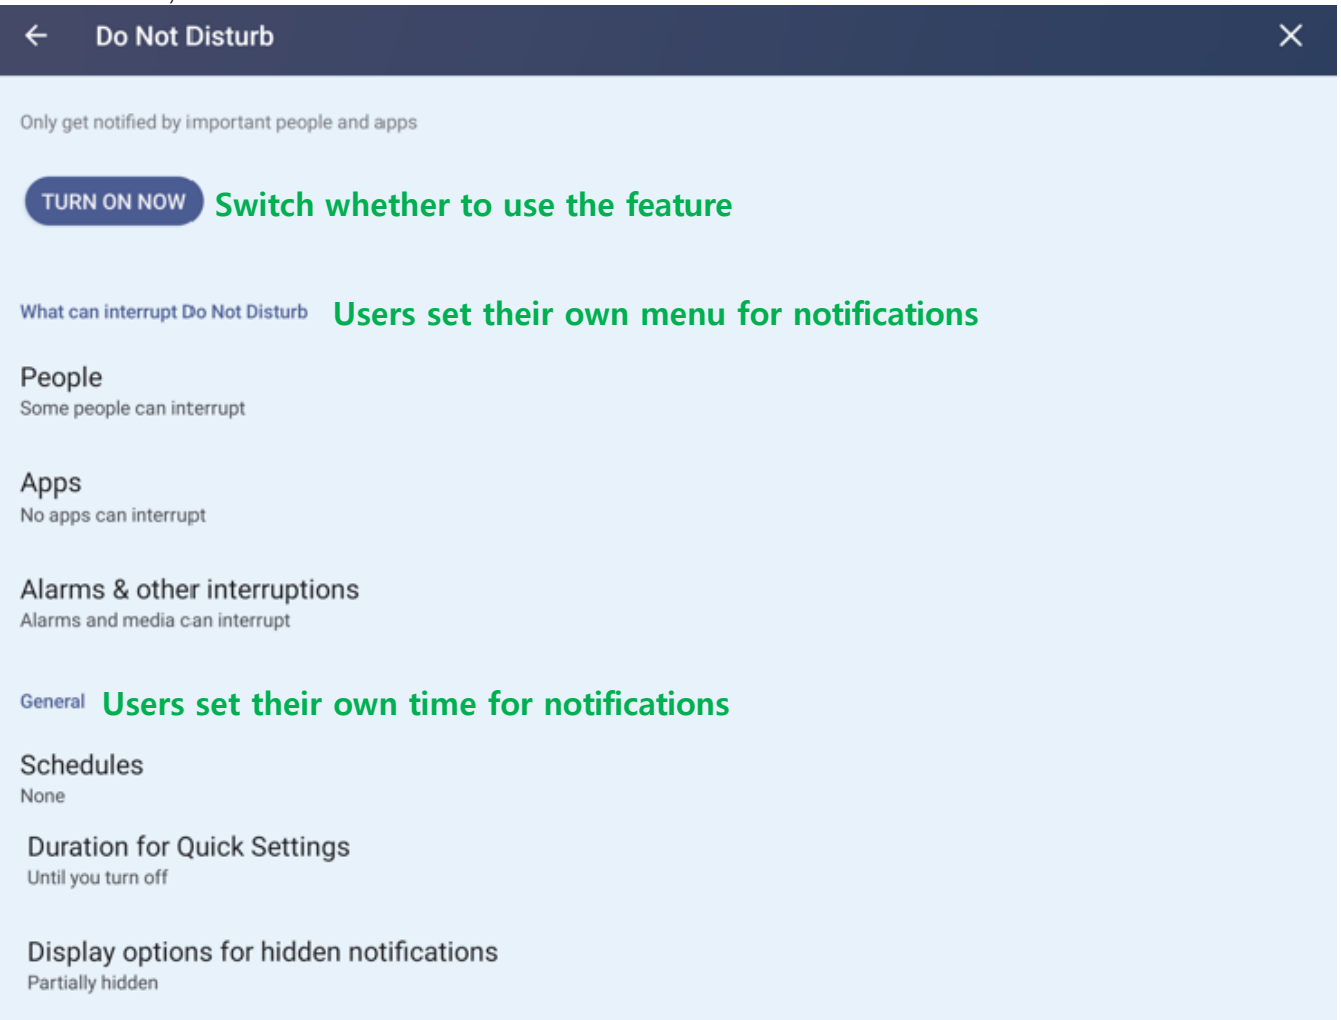 Do Not Disturb
Only get notified by important people and apps
TURN ON NOW Switch whether to use the feature
What can interrupt Do Not Disturb Users set their own menu for notifications
People
Some people can interrupt
Apps
No apps can interrupt
Alarms & other interruptions
Alarms and media can interrupt
General Users set their own time for notifications
Schedules
None
Duration for Quick Settings
Until you turn off
Display options for hidden notifications
Partially hidden